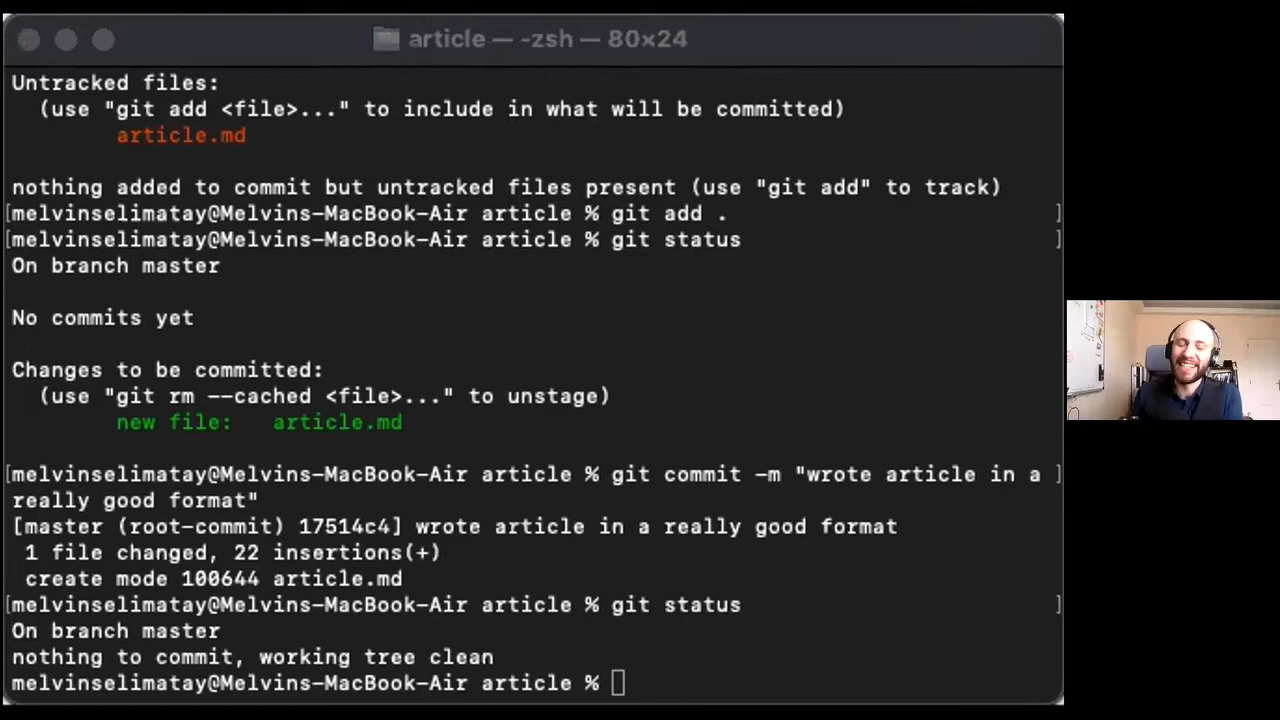 article — -zsh — 80×24
Untracked files:
(use "git add <file>..." to include in what will be committed)
article.md
nothing added to commit but untracked files present (use "git add" to track)
[melvinselimatay@Melvins-MacBook-Air article % git add . ]
[melvinselimatay@Melvins-MacBook-Air article % git status ]
On branch master
No commits yet
Changes to be committed:
(use "git rm --cached <file>..." to unstage)
new file: article.md
[melvinselimatay@Melvins-MacBook-Air article % git commit -m "wrote article in a ]
really good format"
[master (root-commit) 17514c4] wrote article in a really good format
1 file changed, 22 insertions(+)
create mode 100644 article.md
[melvinselimatay@Melvins-MacBook-Air article % git status ]
On branch master
nothing to commit, working tree clean
melvinselimatay@Melvins-MacBook-Air article %